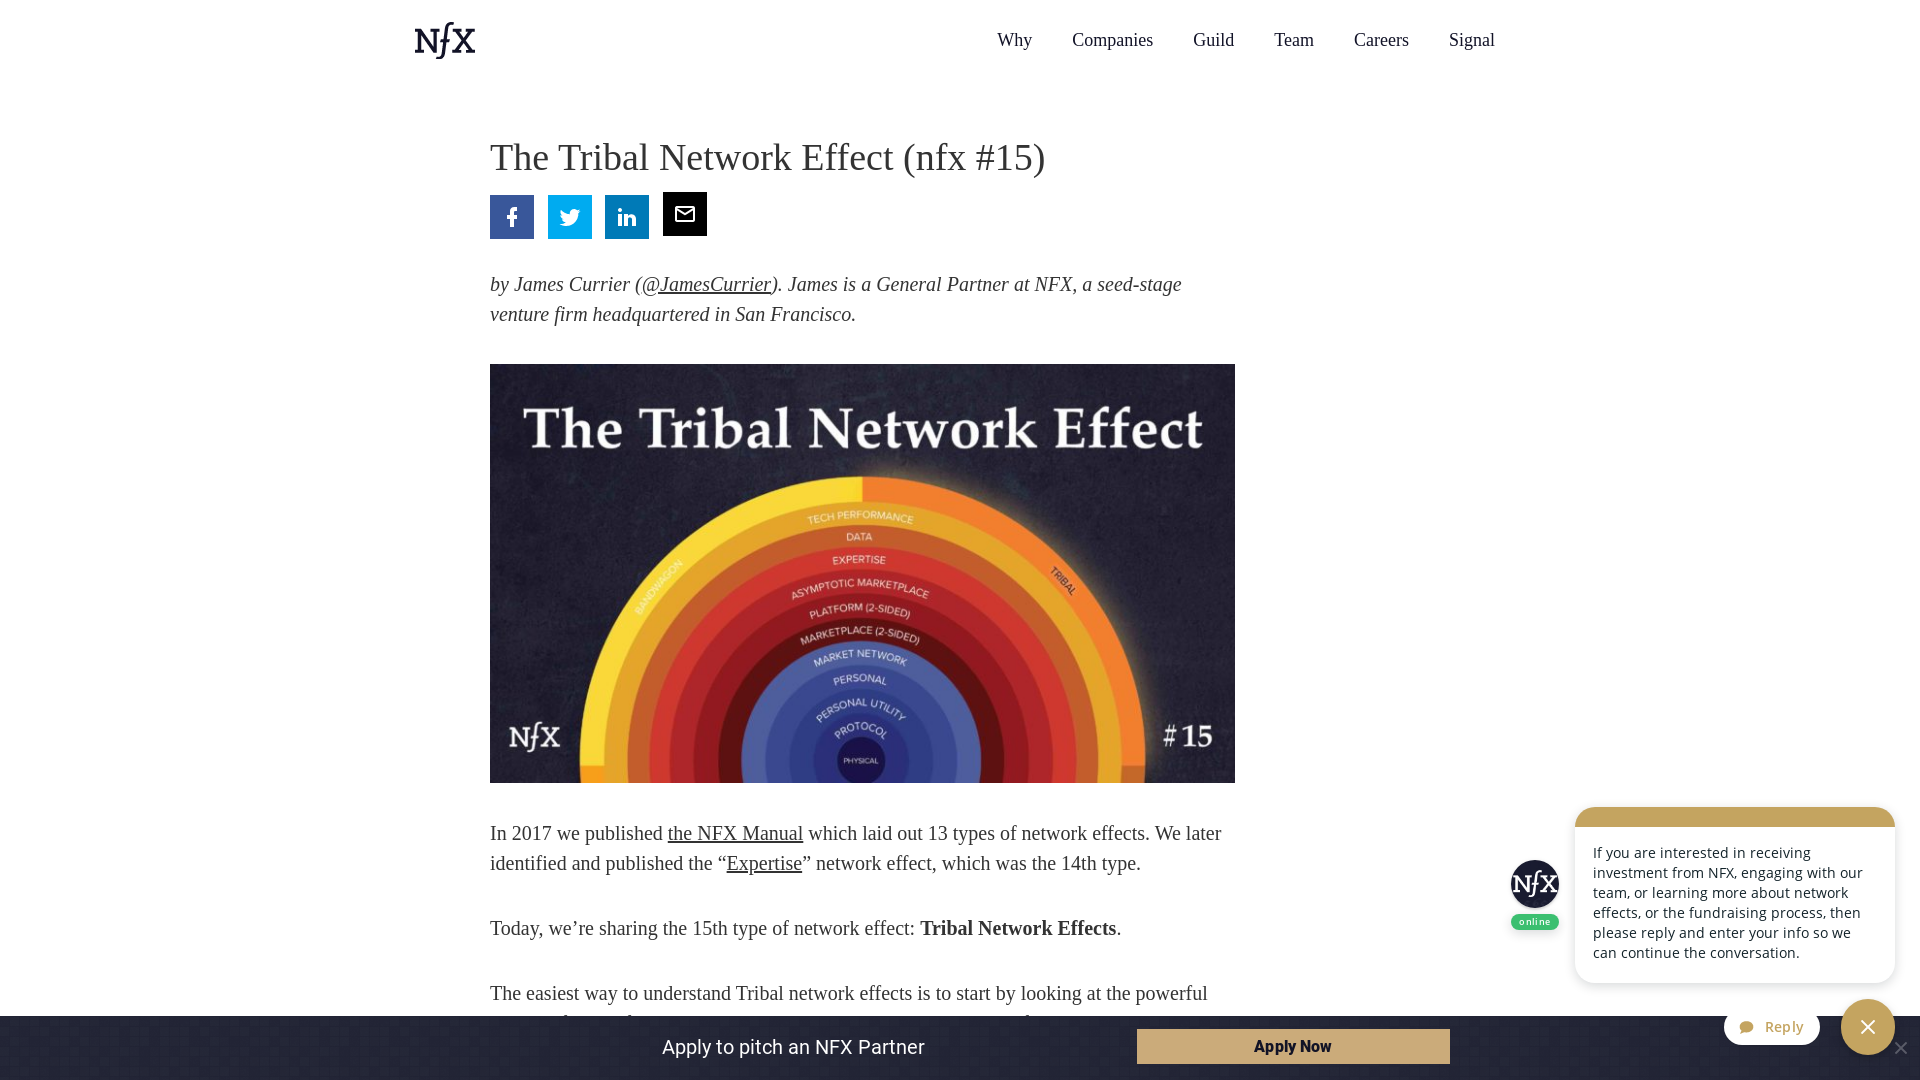 NfX
Why
Companies
Guild
Team
Careers
Signal
The Tribal Network Effect (nfx #15)
by James Currier (@JamesCurrier). James is a General Partner at NFX, a seed-stage
venture firm headquartered in San Francisco.
The Tribal Network Effect
TECH PERFORMANCE
DATA
EXPERTISE
BANDWAGON
TRIBAL
ASYMPTOTIC MARKETPLACE
PLATFORM (2-SIDED)
MARKETPLACE (2-SIDED)
MARKET NETWORK
PERSONAL
PERSONAL UTILITY
PROTOCOL
PHYSICAL
NfX
#15
In 2017 we published the NFX Manual which laid out 13 types of network effects. We later
identified and published the “Expertise” network effect, which was the 14th type.
Today, we’re sharing the 15th type of network effect: Tribal Network Effects.
The easiest way to understand Tribal network effects is to start by looking at the powerful
If you are interested in receiving
investment from NFX, engaging with our
team, or learning more about network
effects, or the fundraising process, then
please reply and enter your info so we
can continue the conversation.
NfX
online
Reply
Apply to pitch an NFX Partner
Apply Now